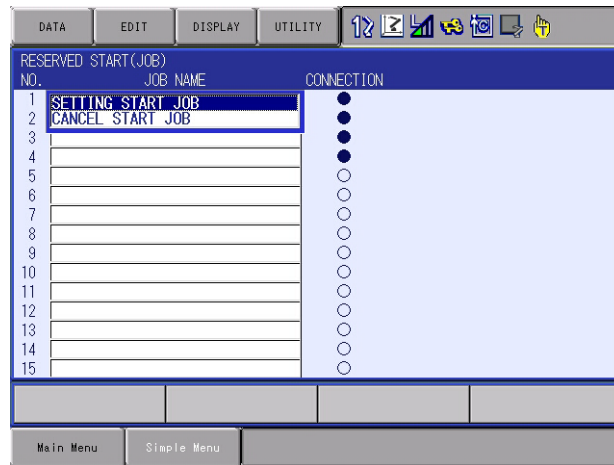 DATA EDIT DISPLAY UTILITY
RESERVED START(JOB)
NO. JOB NAME CONNECTION
1 SETTING START JOB
2 CANCEL START JOB
3
4
5
6
7
8
9
10
11
12
13
14
15
Main Menu Simple Menu